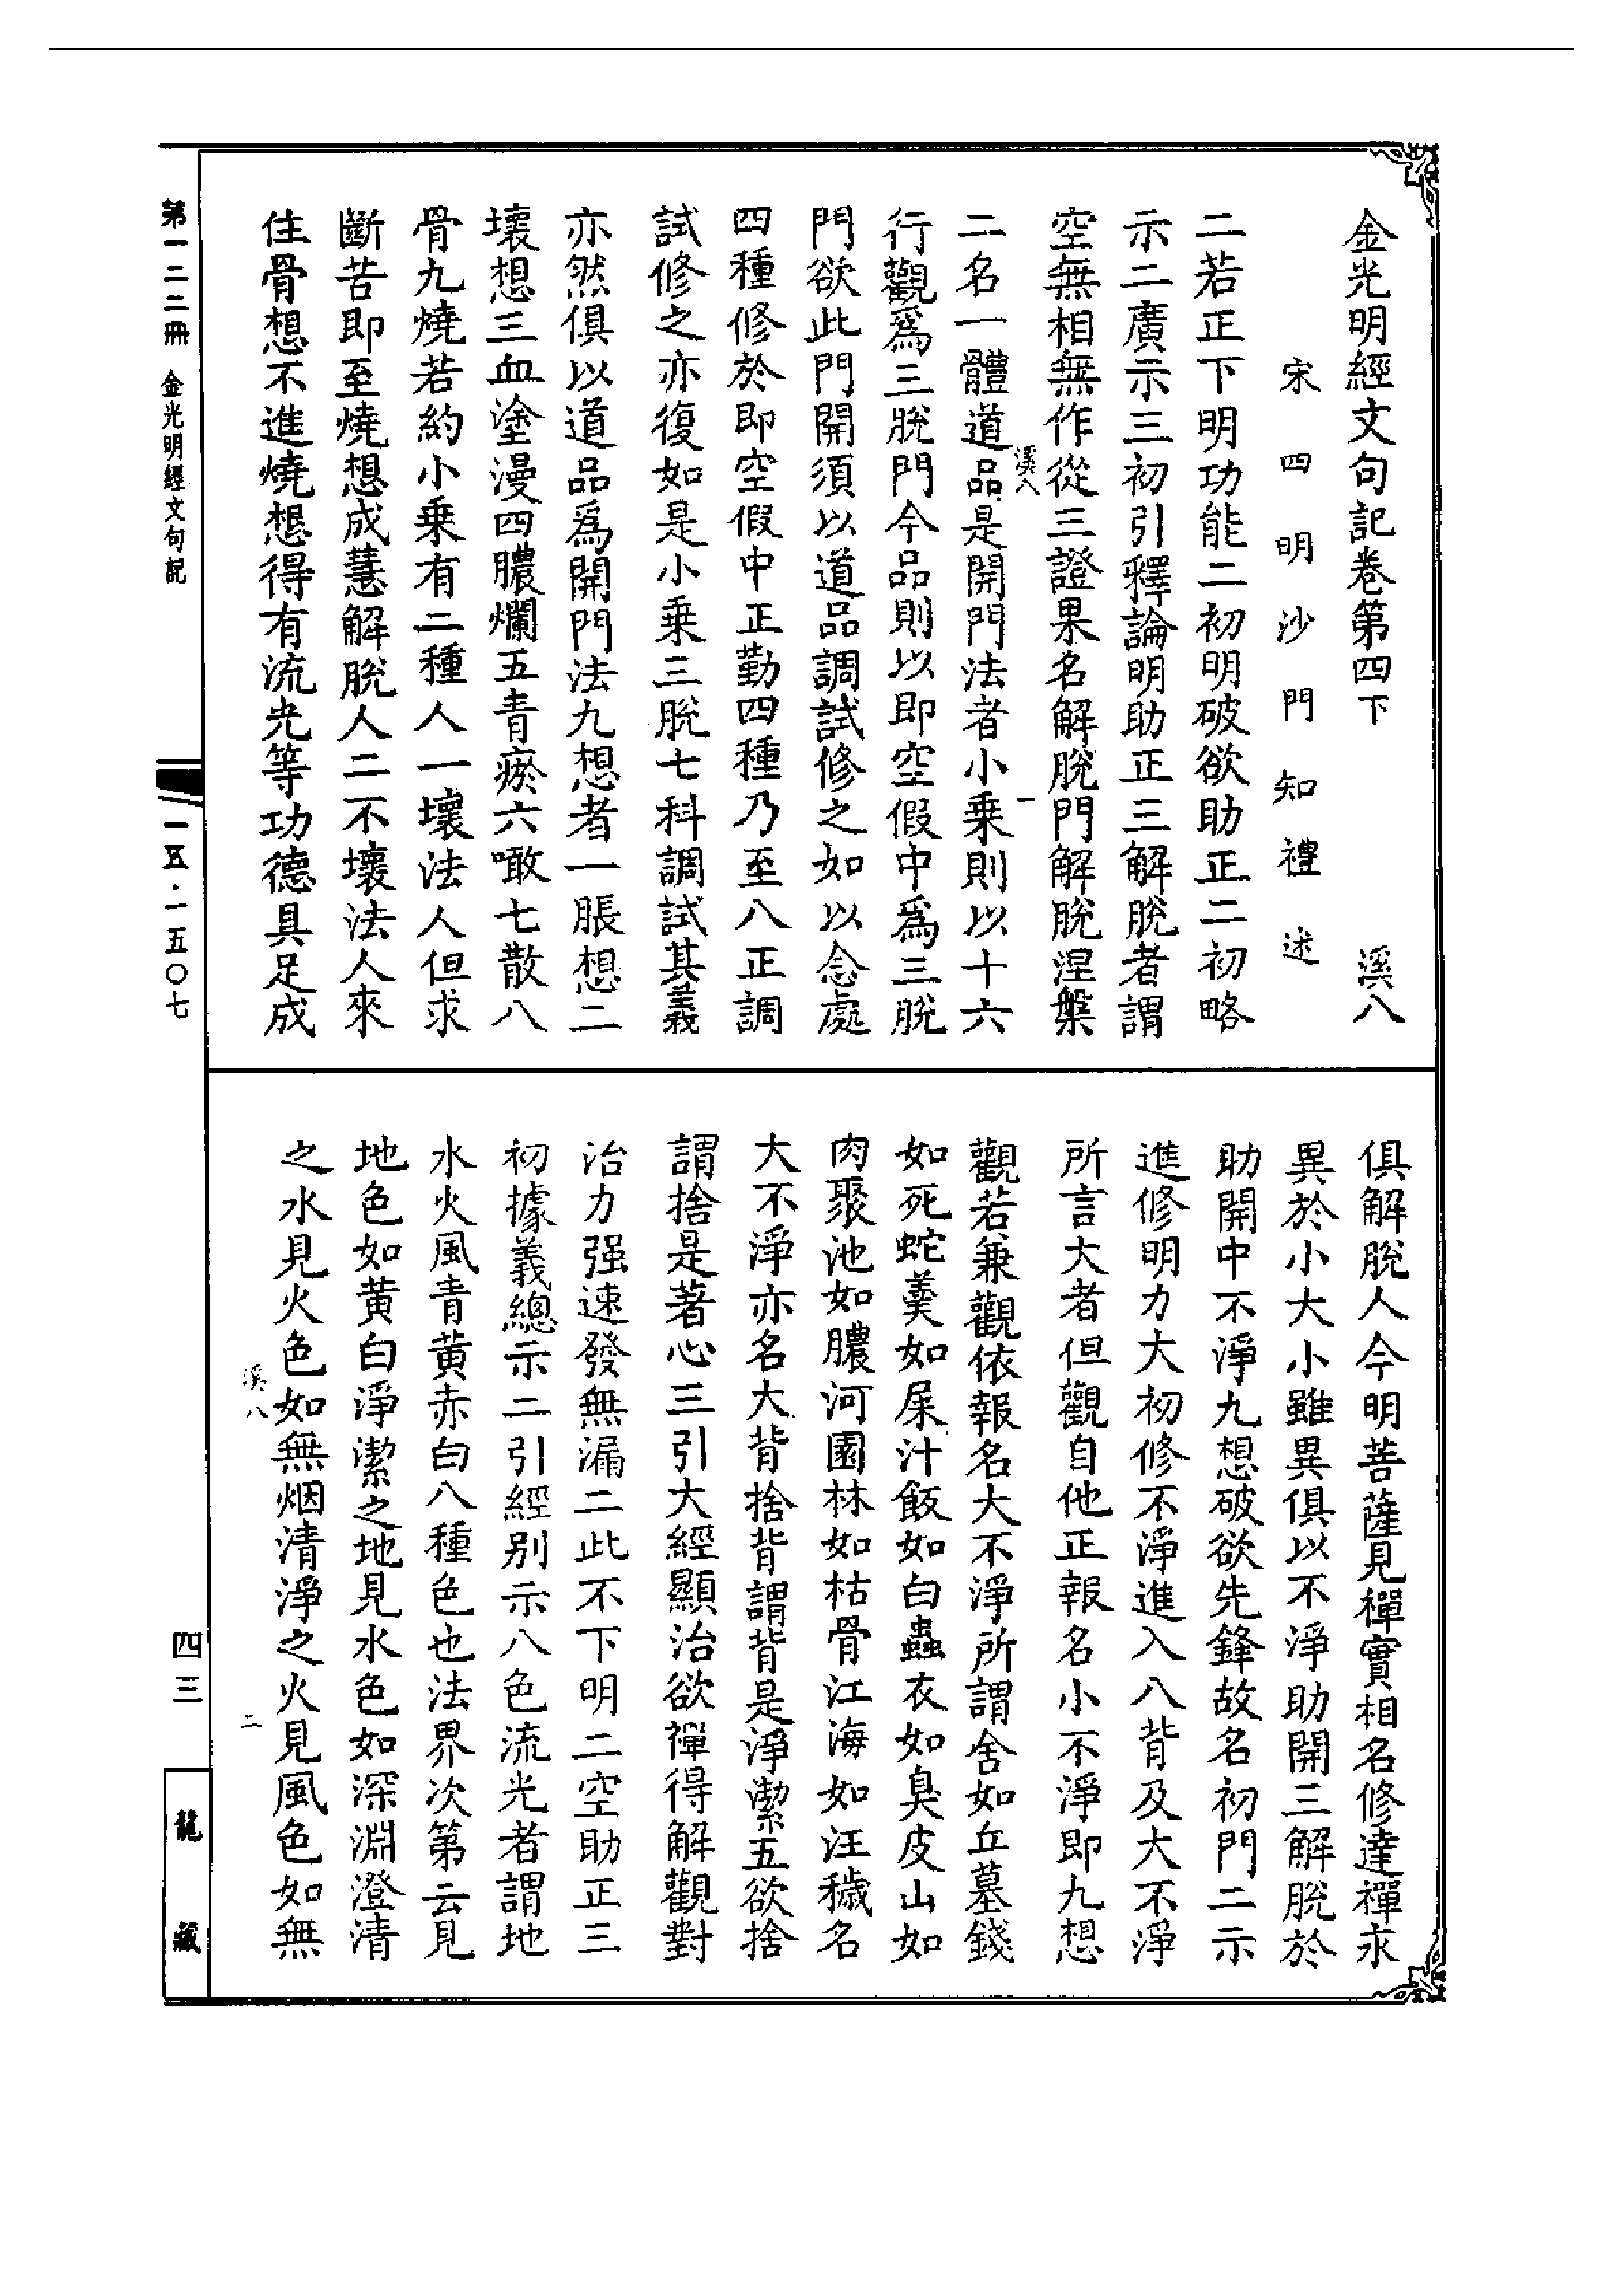 金光明經文句記卷第四下　溪八
宋四明沙門知禮述
二若正下明功能二初明破欲助正二初略
示二廣示三初引釋論明助正三解脫者謂
空無相無作從三證果名解脫門解脫涅槃
溪八　一
二名一體道品是開門法者小乘則以十六
行觀爲三脫門今品則以即空假中爲三脫
門欲此門開須以道品調試修之如以念處
四種修於即空假中正勤四種乃至八正調
試修之亦復如是小乘三脫七科調試其義
亦然俱以道品爲開門法九想者一脹想二
壞想三血塗漫四膿爛五青瘀六噉七散八
骨九燒若約小乘有二種人一壞法人但求
斷苦即至燒想成慧解脫人二不壞法人來
住骨想不進燒想得有流光等功德具足成
俱解脫人今明菩薩見禪實相名修達禪求
異於小大小雖異俱以不淨助開三解脫於
助開中不淨九想破欲先鋒故名初門二示
進修明力大初修不淨進入八背及大不淨
所言大者但觀自他正報名小不淨即九想
觀若兼觀依報名大不淨所謂舍如丘墓錢
如死蛇羹如屎汁飯如白蟲衣如臭皮山如
肉聚池如膿河園林如枯骨江海如汪穢名
大不淨亦名大背捨背謂背是淨潔五欲捨
謂捨是著心三引大經顯治欲禪得解觀對
治力强速發無漏二此不下明二空助正三
初據義總示二引經別示八色流光者謂地
水火風青黃赤白八種色也法界次第云見
地色如黃白淨潔之地見水色如深淵澄清
之水見火色如無烟清淨之火見風色如無
溪八　二
第一二二冊　金光明經文句記
一五·一五〇七
四三
龍藏